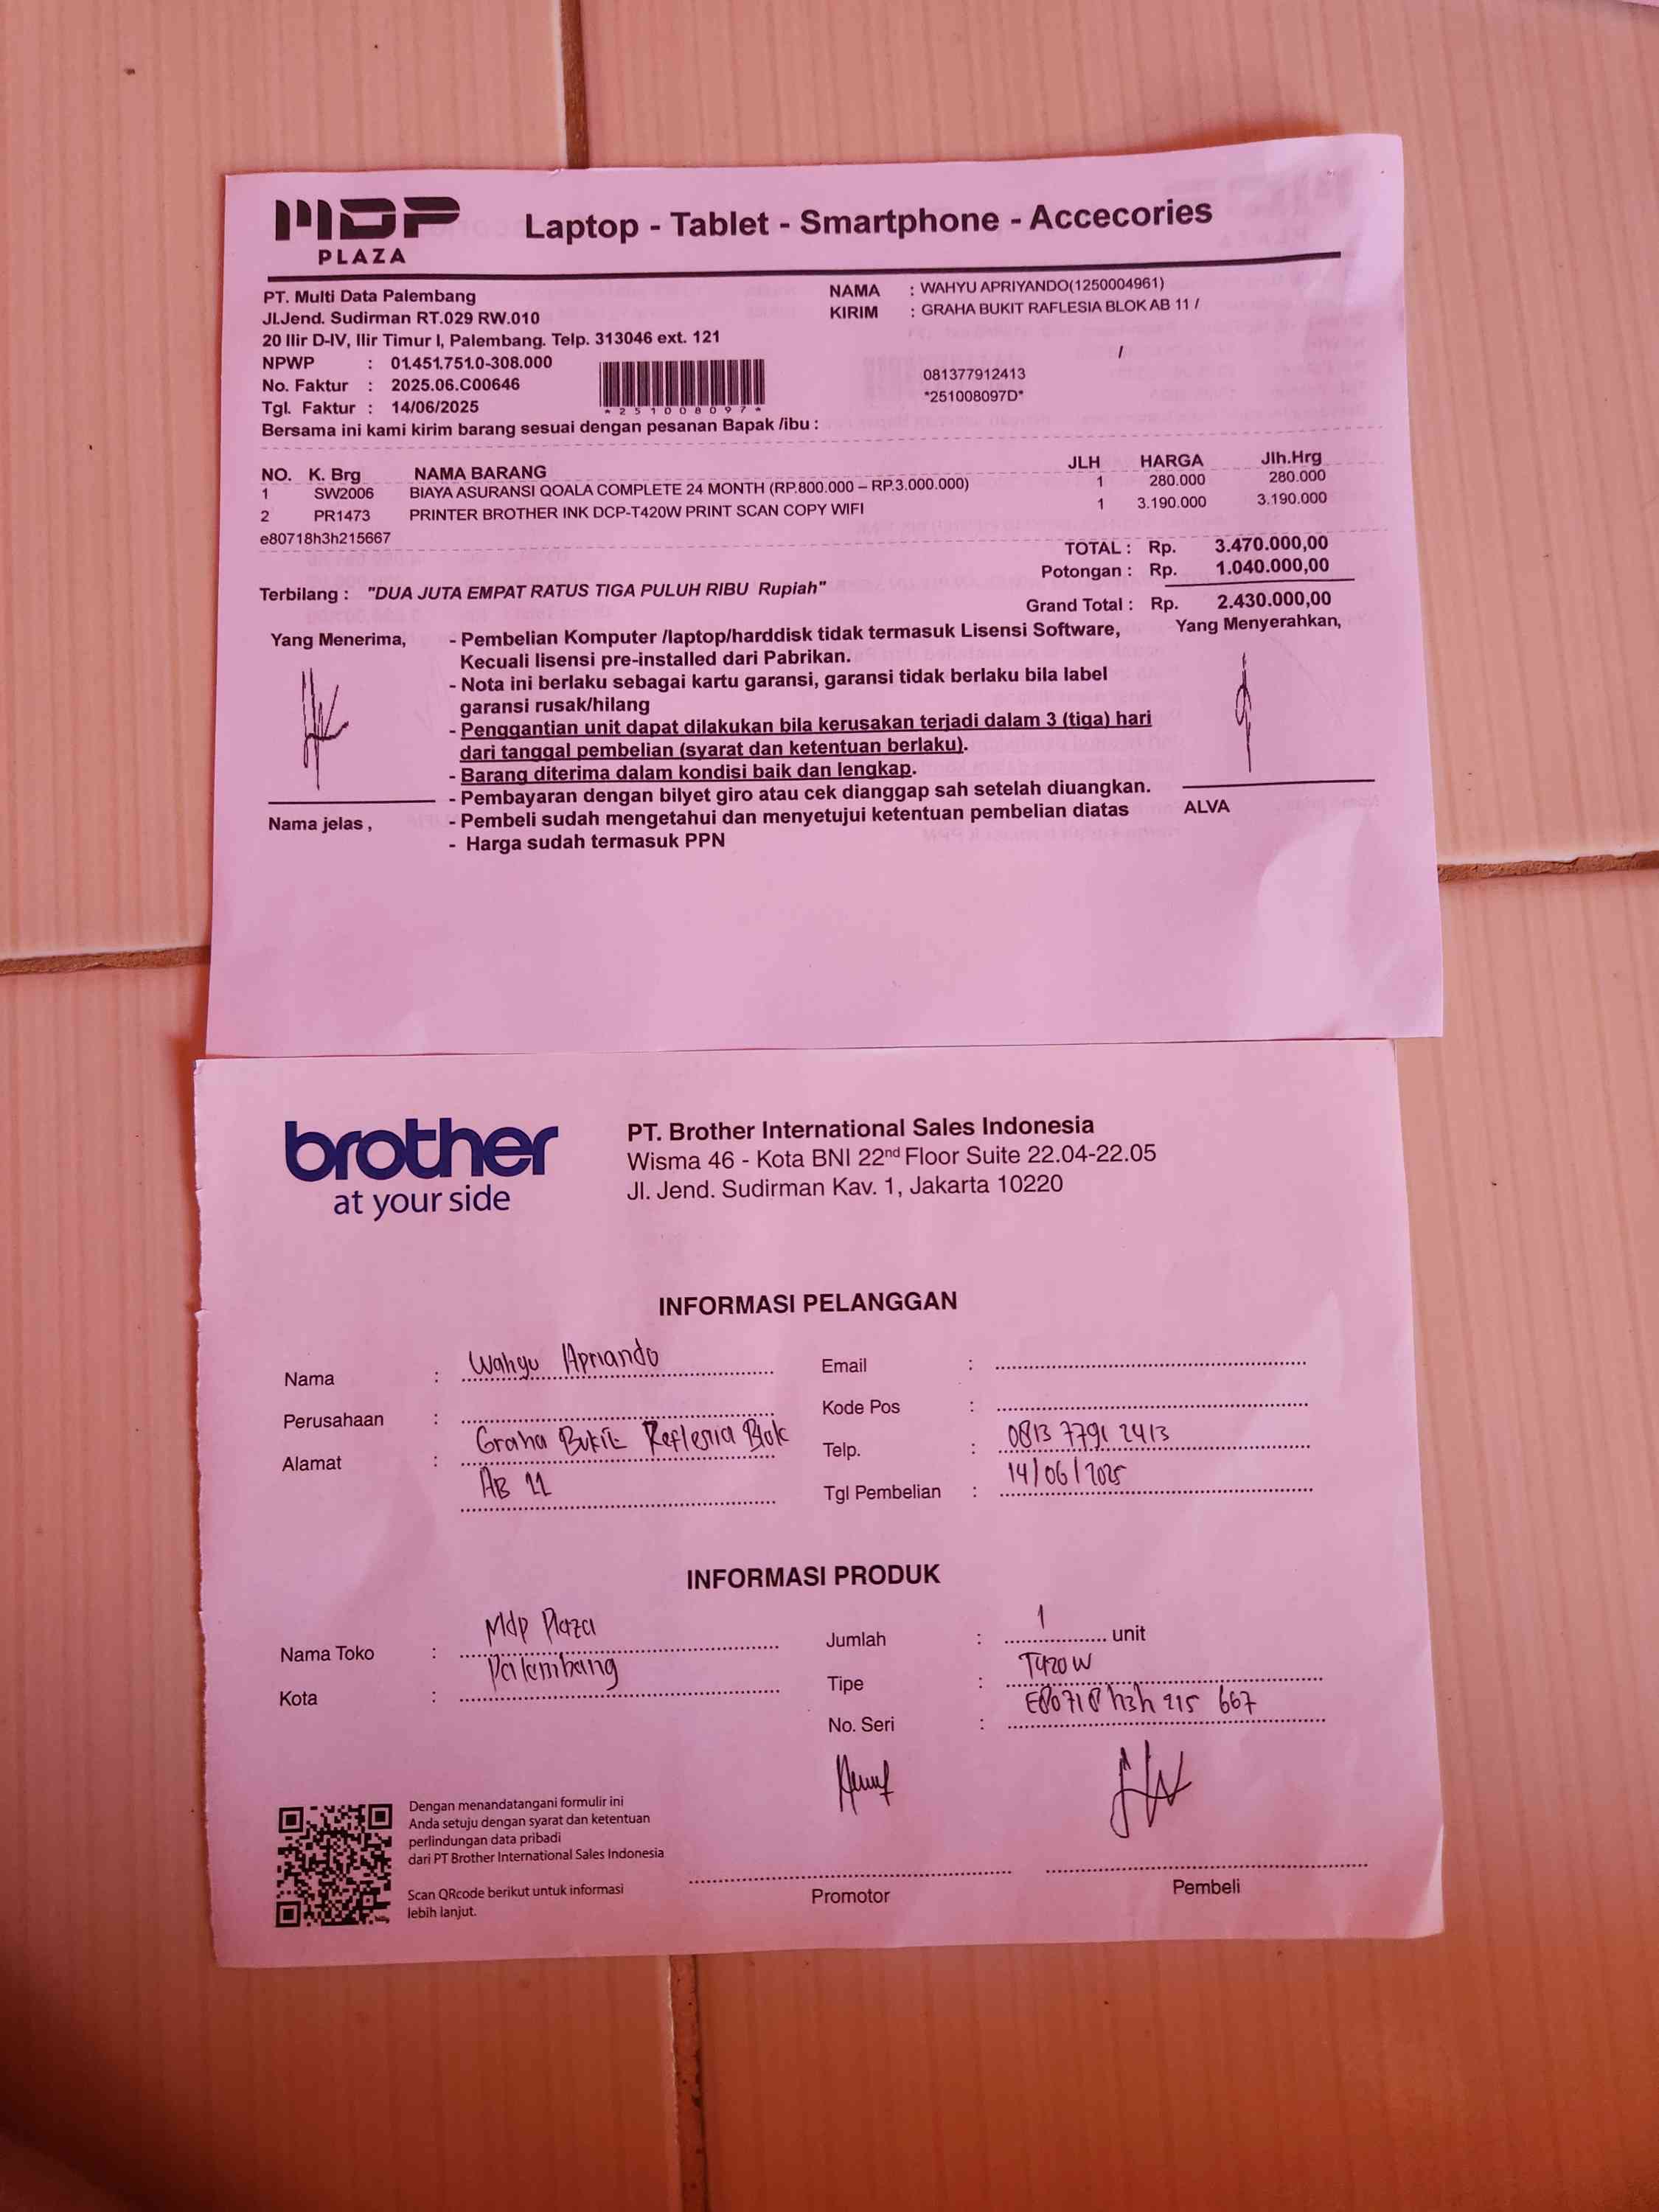 MDP
PLAZA
Laptop - Tablet - Smartphone - Accecories
PT. Multi Data Palembang
Jl.Jend. Sudirman RT.029 RW.010
20 Ilir D-IV, Ilir Timur I, Palembang. Telp. 313046 ext. 121
NPWP : 01.451.751.0-308.000
No. Faktur : 2025.06.C00646
Tgl. Faktur : 14/06/2025
*251008097*
NAMA : WAHYU APRIYANDO(1250004961)
KIRIM : GRAHA BUKIT RAFLESIA BLOK AB 11 /
/
081377912413
*251008097D*
Bersama ini kami kirim barang sesuai dengan pesanan Bapak /ibu :
NO. K. Brg NAMA BARANG JLH HARGA Jlh.Hrg
1 SW2006 BIAYA ASURANSI QOALA COMPLETE 24 MONTH (RP.800.000 – RP.3.000.000) 1 280.000 280.000
2 PR1473 PRINTER BROTHER INK DCP-T420W PRINT SCAN COPY WIFI 1 3.190.000 3.190.000
e80718h3h215667
TOTAL : Rp. 3.470.000,00
Potongan : Rp. 1.040.000,00
Terbilang : "DUA JUTA EMPAT RATUS TIGA PULUH RIBU Rupiah"
Grand Total : Rp. 2.430.000,00
Yang Menerima,
- Pembelian Komputer /laptop/harddisk tidak termasuk Lisensi Software,
Kecuali lisensi pre-installed dari Pabrikan.
- Nota ini berlaku sebagai kartu garansi, garansi tidak berlaku bila label
garansi rusak/hilang
- Penggantian unit dapat dilakukan bila kerusakan terjadi dalam 3 (tiga) hari
dari tanggal pembelian (syarat dan ketentuan berlaku).
- Barang diterima dalam kondisi baik dan lengkap.
- Pembayaran dengan bilyet giro atau cek dianggap sah setelah diuangkan.
- Pembeli sudah mengetahui dan menyetujui ketentuan pembelian diatas
- Harga sudah termasuk PPN
Yang Menyerahkan,
Nama jelas ,
ALVA
brother
at your side
PT. Brother International Sales Indonesia
Wisma 46 - Kota BNI 22nd Floor Suite 22.04-22.05
Jl. Jend. Sudirman Kav. 1, Jakarta 10220
INFORMASI PELANGGAN
Nama : Wahyu Apriando
Perusahaan :
Alamat : Graha Bukit Reflesia Blok
AB 11
Email :
Kode Pos :
Telp. : 0813 7791 2413
Tgl Pembelian : 14/06/2025
INFORMASI PRODUK
Nama Toko : Mdp Plaza
Kota : Palembang
Jumlah : 1 unit
Tipe : T420W
No. Seri : E80718h3h 215 667
Dengan menandatangani formulir ini
Anda setuju dengan syarat dan ketentuan
perlindungan data pribadi
dari PT Brother International Sales Indonesia
Scan QRcode berikut untuk informasi
lebih lanjut.
Promotor
Pembeli